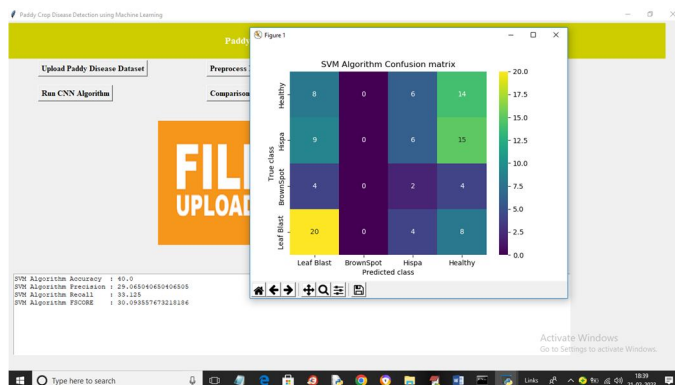 Paddy Crop Disease Detection using Machine Learning
Paddy
Upload Paddy Disease Dataset
Preprocess
Run CNN Algorithm
Comparison
FIL
UPLOAD
Figure 1
SVM Algorithm Confusion matrix
Healthy 8 0 6 14
Hispa 9 0 6 15
BrownSpot 4 0 2 4
Leaf Blast 20 0 4 8
True class
Leaf Blast BrownSpot Hispa Healthy
Predicted class
20.0
17.5
15.0
12.5
10.0
7.5
5.0
2.5
0.0
SVM Algorithm Accuracy : 40.0
SVM Algorithm Precision : 29.065040650406505
SVM Algorithm Recall : 33.125
SVM Algorithm FSCORE : 30.093557673218186
Activate Windows
Go to Settings to activate Windows.
Type here to search
Links
18:39
21-02-2023